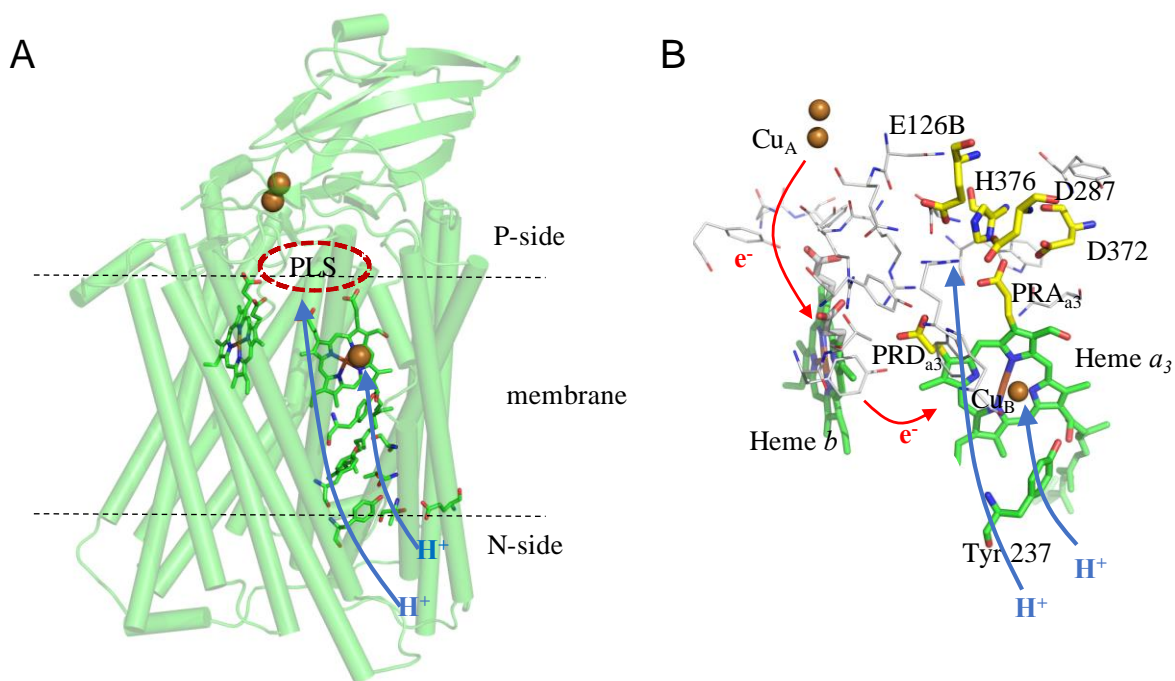 A
PLS
P-side
membrane
N-side
H⁺
H⁺
B
CuA
E126B
H376
D287
D372
e⁻
PRAa3
PRDa3
Heme a3
CuB
Heme b
e⁻
Tyr 237
H⁺
H⁺